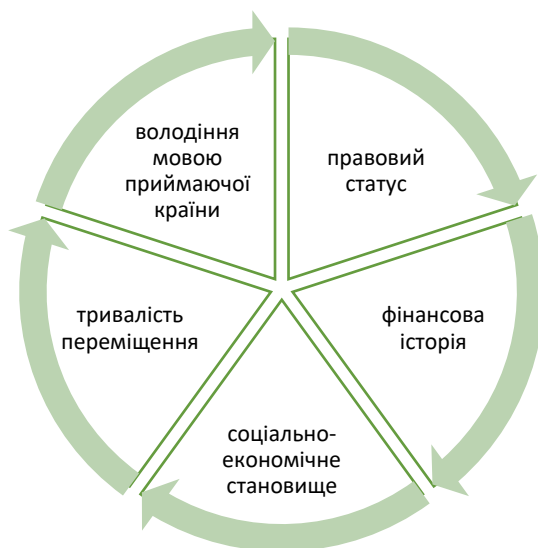 володіння
мовою
приймаючої
країни
правовий
статус
фінансова
історія
соціально-
економічне
становище
тривалість
переміщення